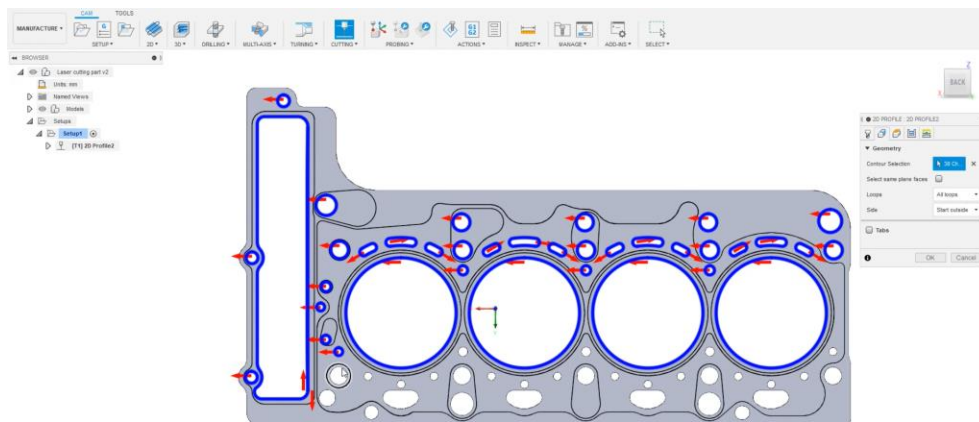 CAM TOOLS
MANUFACTURE
SETUP 2D 3D DRILLING MULTI-AXIS TURNING CUTTING PROBING ACTIONS INSPECT MANAGE ADD-INS SELECT
G1
G2
BROWSER
Laser cutting part v2
Units: mm
Named Views
Models
Setups
Setup1
[T1] 2D Profile2
Z
BACK
X
2D PROFILE : 2D PROFILE2
Geometry
Contour Selection 38 Ch...
Select same plane faces
Loops All loops
Side Start outside
Tabs
OK Cancel